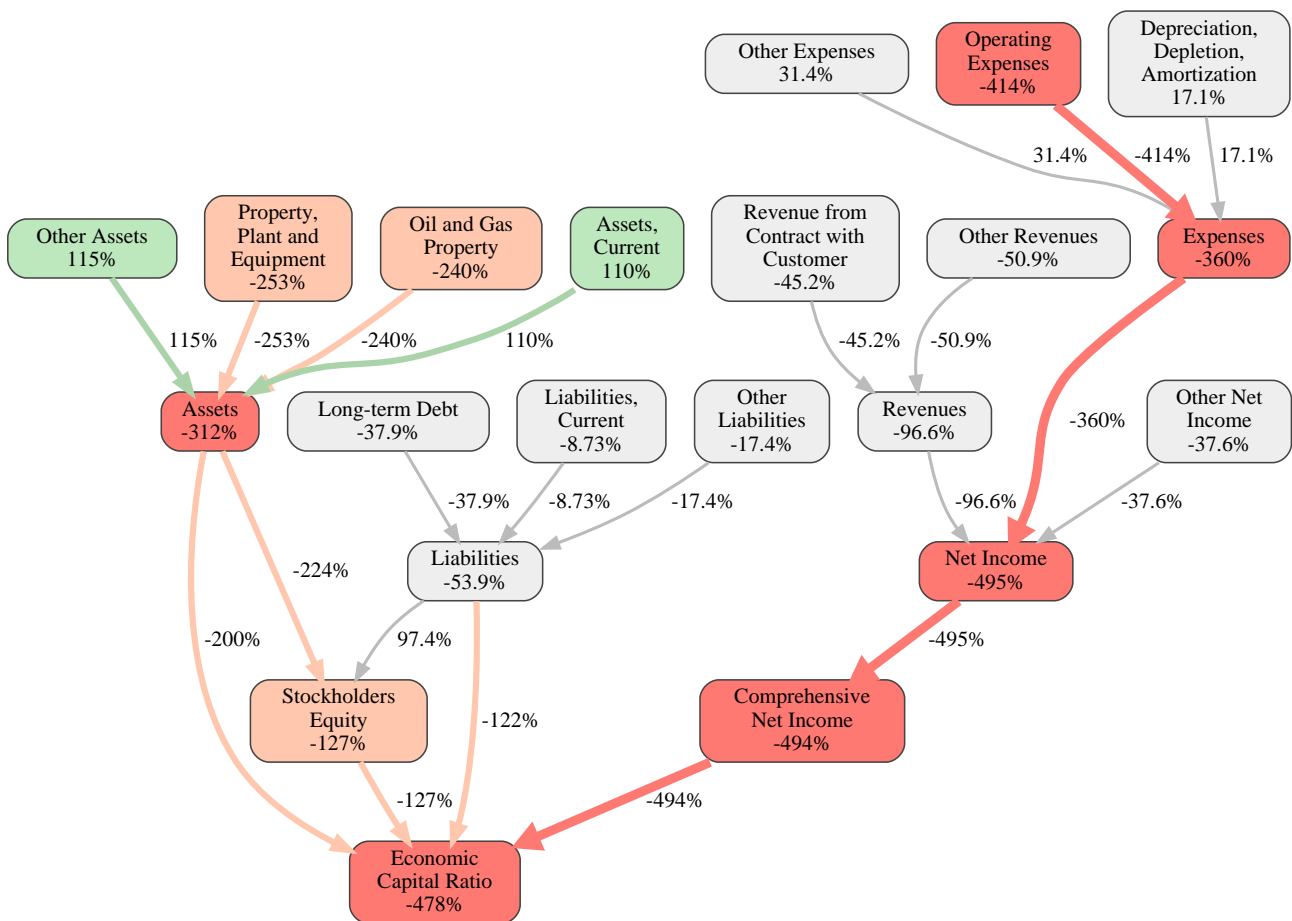 Other Expenses
31.4%
Operating
Expenses
-414%
Depreciation,
Depletion,
Amortization
17.1%
31.4%
-414%
17.1%
Other Assets
115%
Property,
Plant and
Equipment
-253%
Oil and Gas
Property
-240%
Assets,
Current
110%
Revenue from
Contract with
Customer
-45.2%
Other Revenues
-50.9%
Expenses
-360%
115%
-253%
-240%
110%
-45.2%
-50.9%
Assets
-312%
Long-term Debt
-37.9%
Liabilities,
Current
-8.73%
Other
Liabilities
-17.4%
Revenues
-96.6%
-360%
Other Net
Income
-37.6%
-37.9%
-8.73%
-17.4%
-96.6%
-37.6%
-224%
Liabilities
-53.9%
Net Income
-495%
-200%
97.4%
-495%
Stockholders
Equity
-127%
-122%
Comprehensive
Net Income
-494%
-127%
-494%
Economic
Capital Ratio
-478%